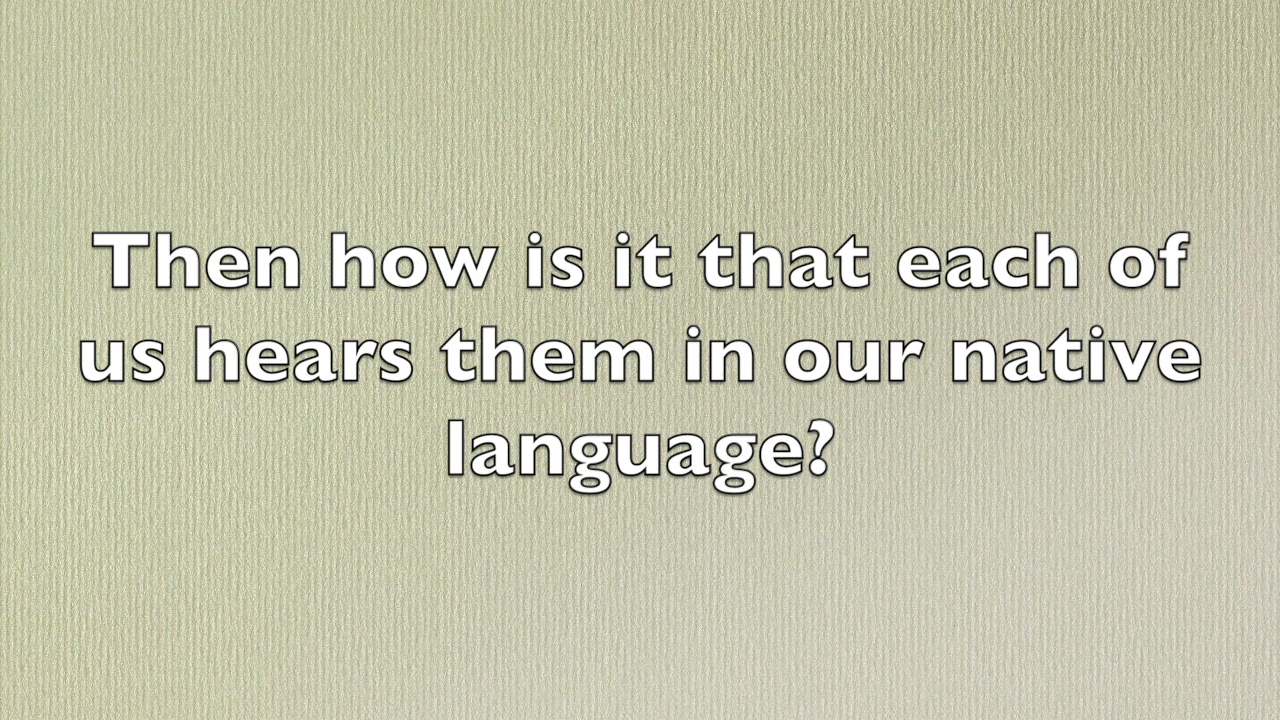 Then how is it that each of
us hears them in our native
language?